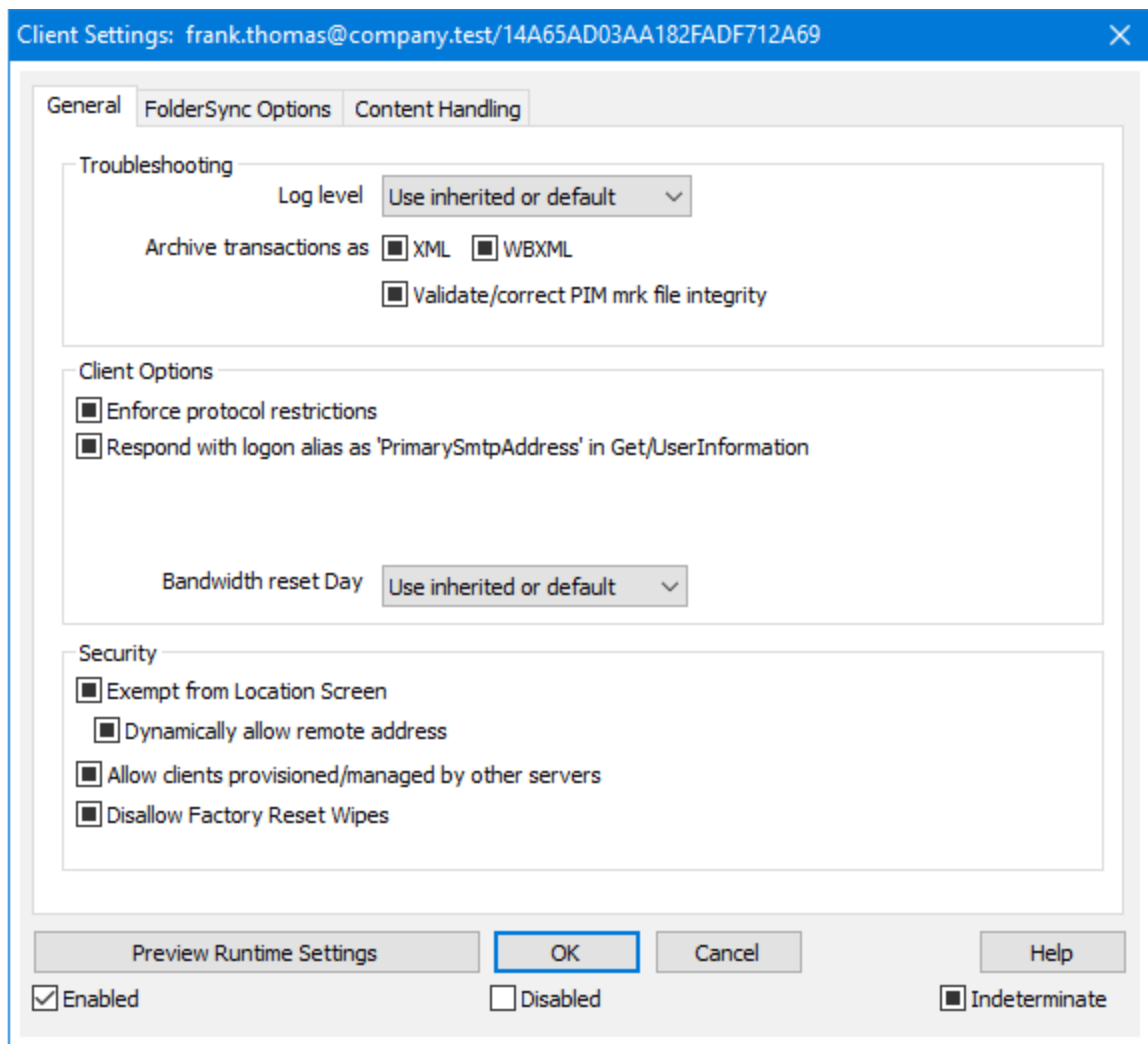 Client Settings: frank.thomas@company.test/14A65AD03AA182FADF712A69
General FolderSync Options Content Handling
Troubleshooting
Log level Use inherited or default
Archive transactions as XML WBXML
Validate/correct PIM mrk file integrity
Client Options
Enforce protocol restrictions
Respond with logon alias as 'PrimarySmtpAddress' in Get/UserInformation
Bandwidth reset Day Use inherited or default
Security
Exempt from Location Screen
Dynamically allow remote address
Allow clients provisioned/managed by other servers
Disallow Factory Reset Wipes
Preview Runtime Settings OK Cancel Help
Enabled Disabled Indeterminate